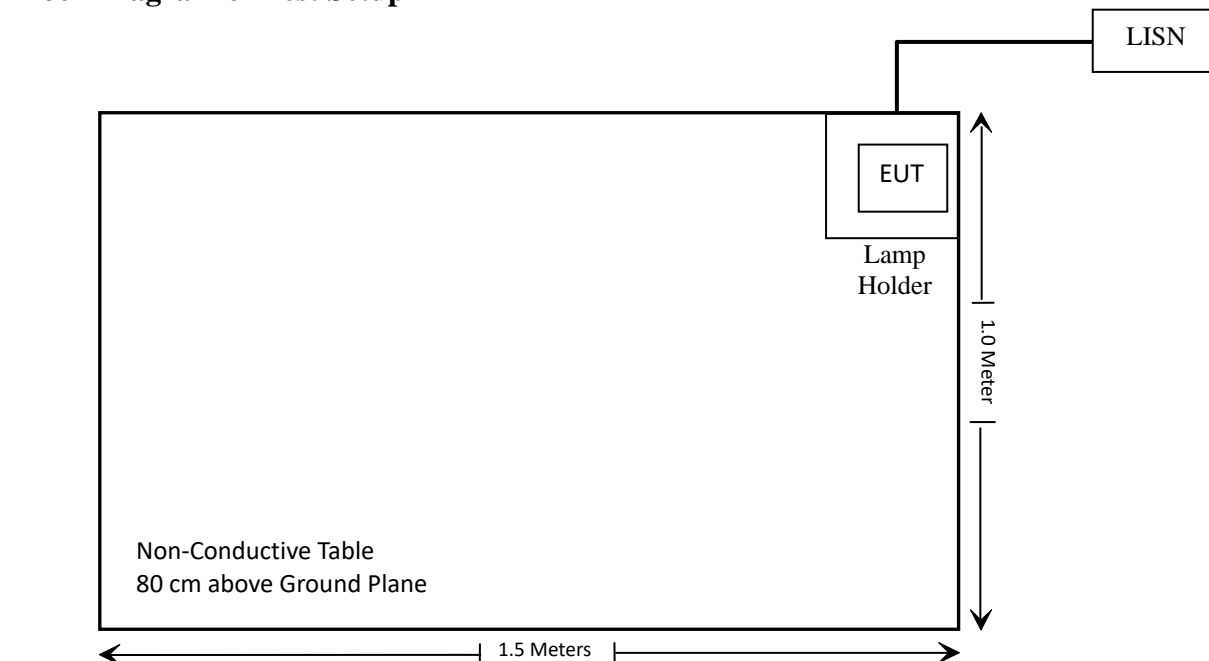 LISN
EUT
Lamp
Holder
1.0 Meter
Non-Conductive Table
80 cm above Ground Plane
1.5 Meters